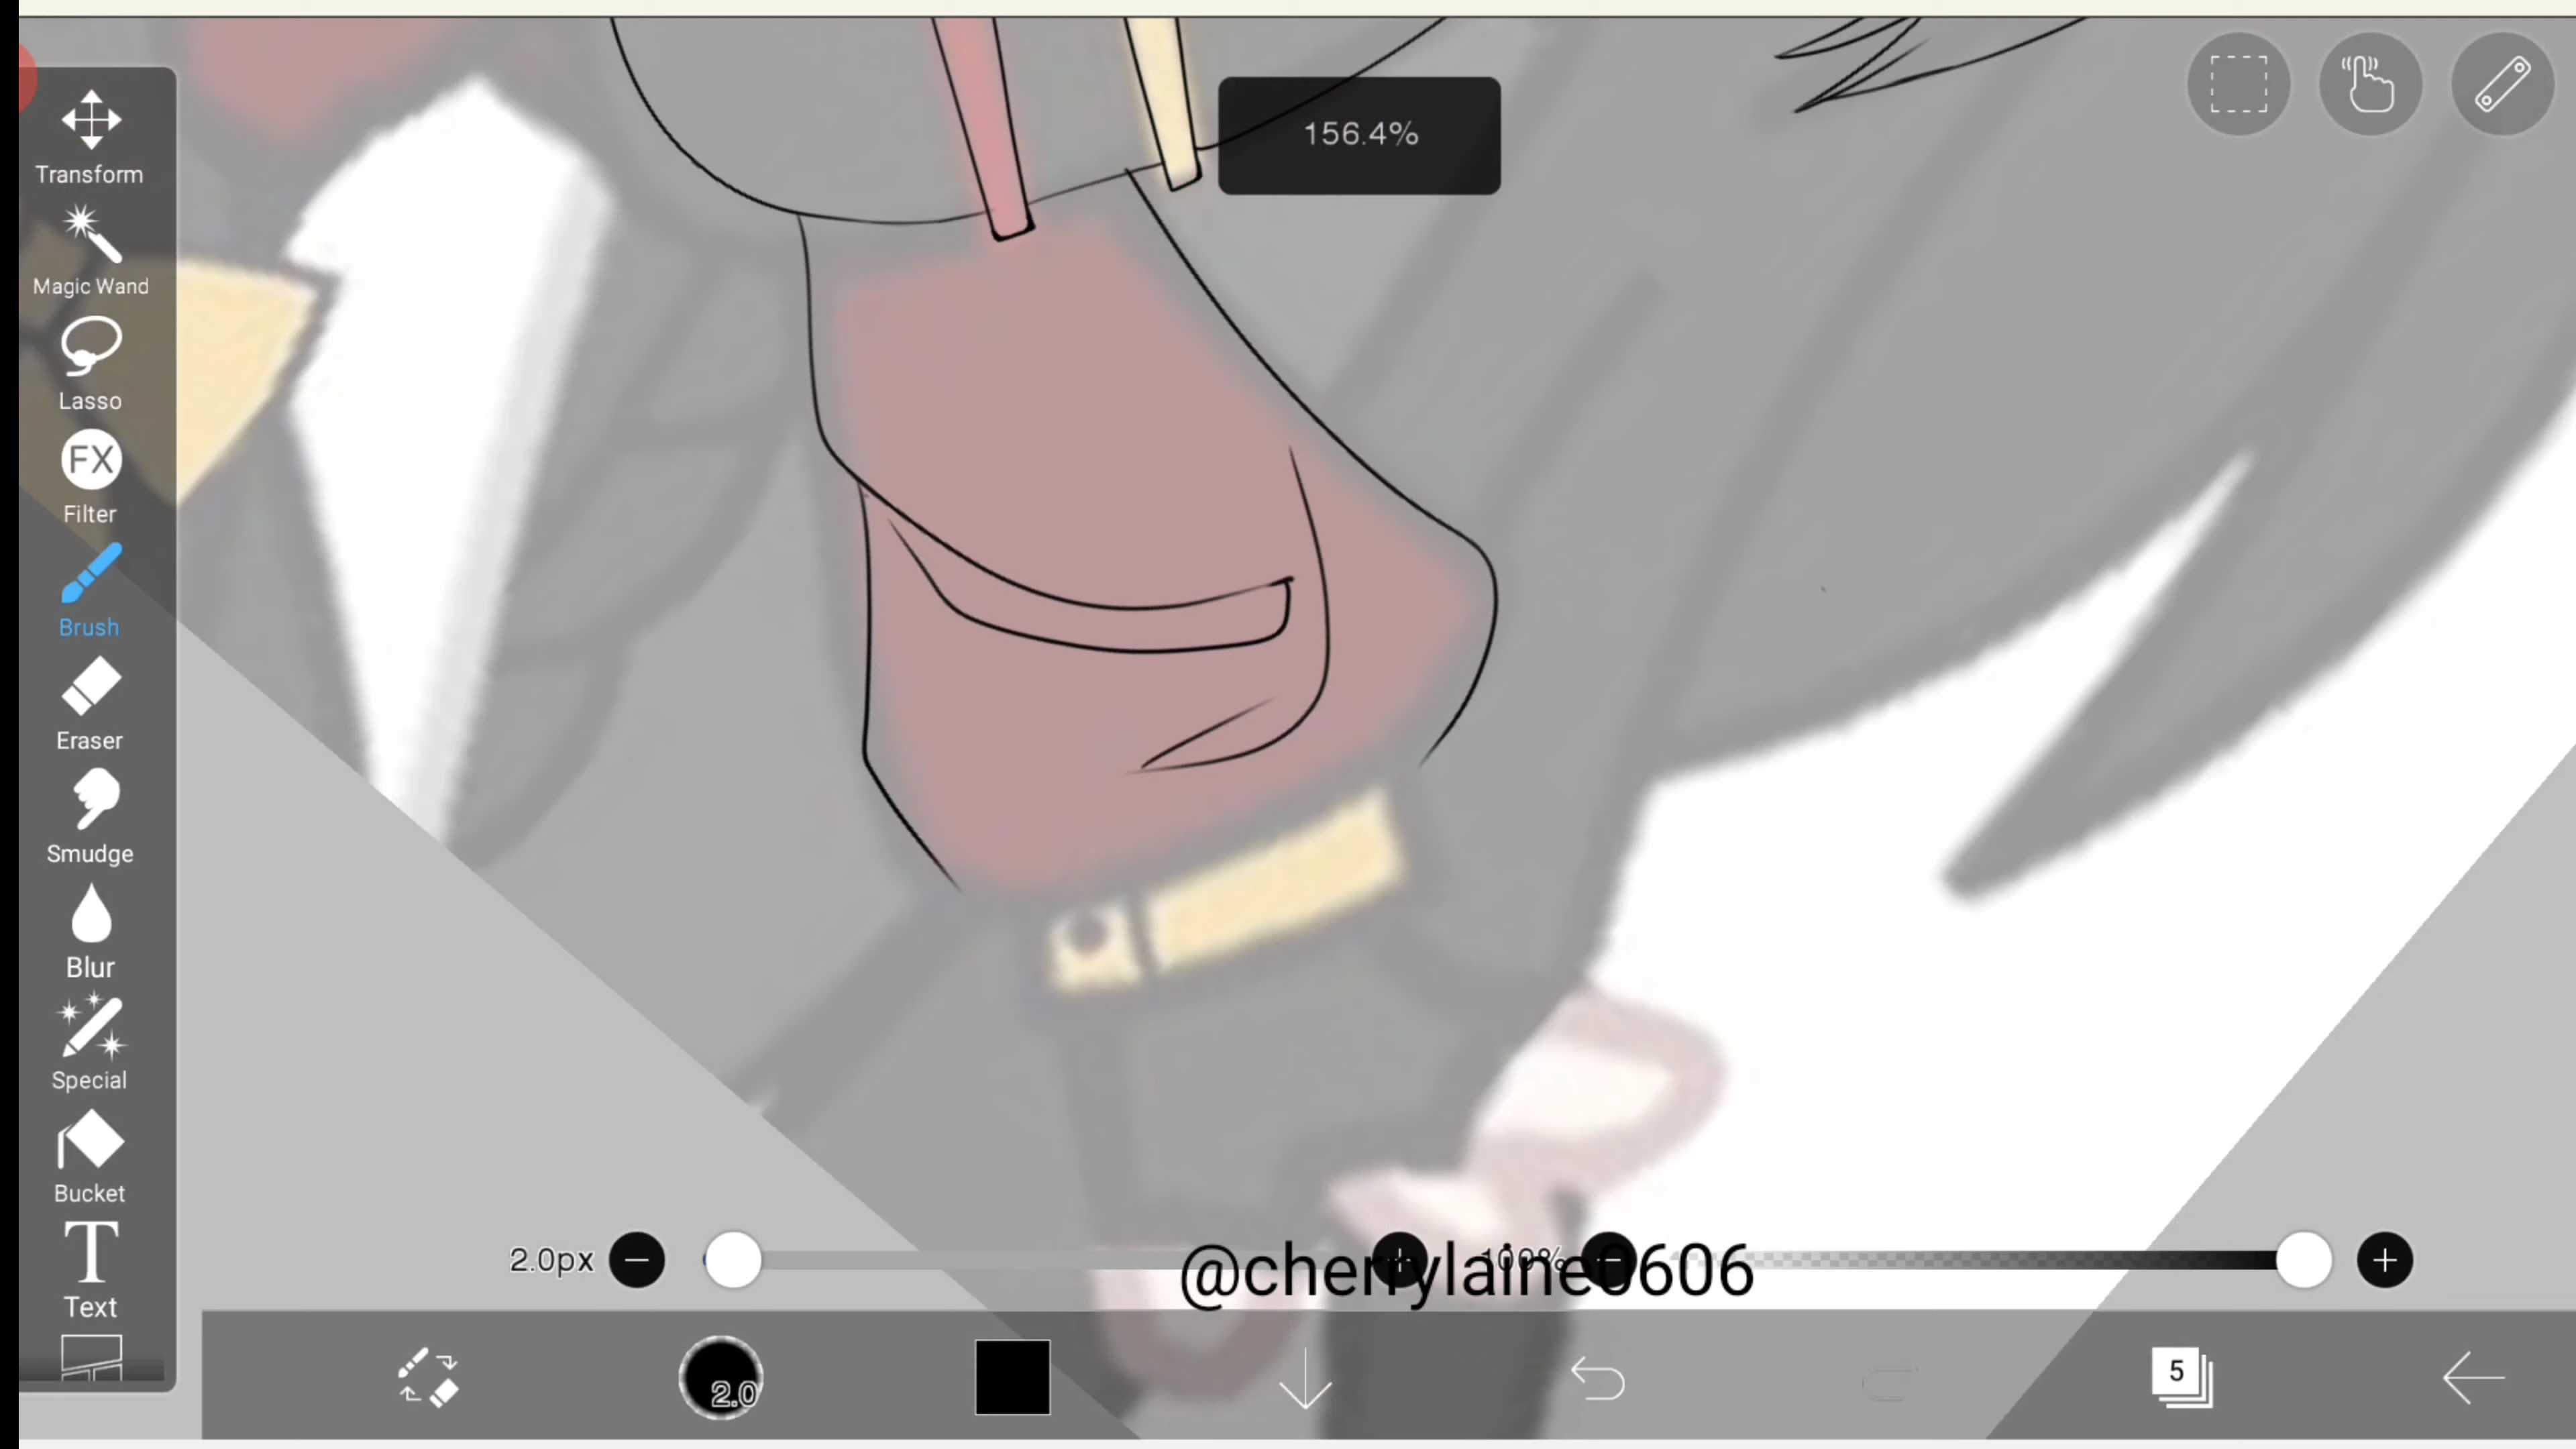 156.4%
Transform
Magic Wand
Lasso
FX
Filter
Brush
Eraser
Smudge
Blur
Special
Bucket
T
Text
2.0px
100%
@cherrylaine0606
2.0
5